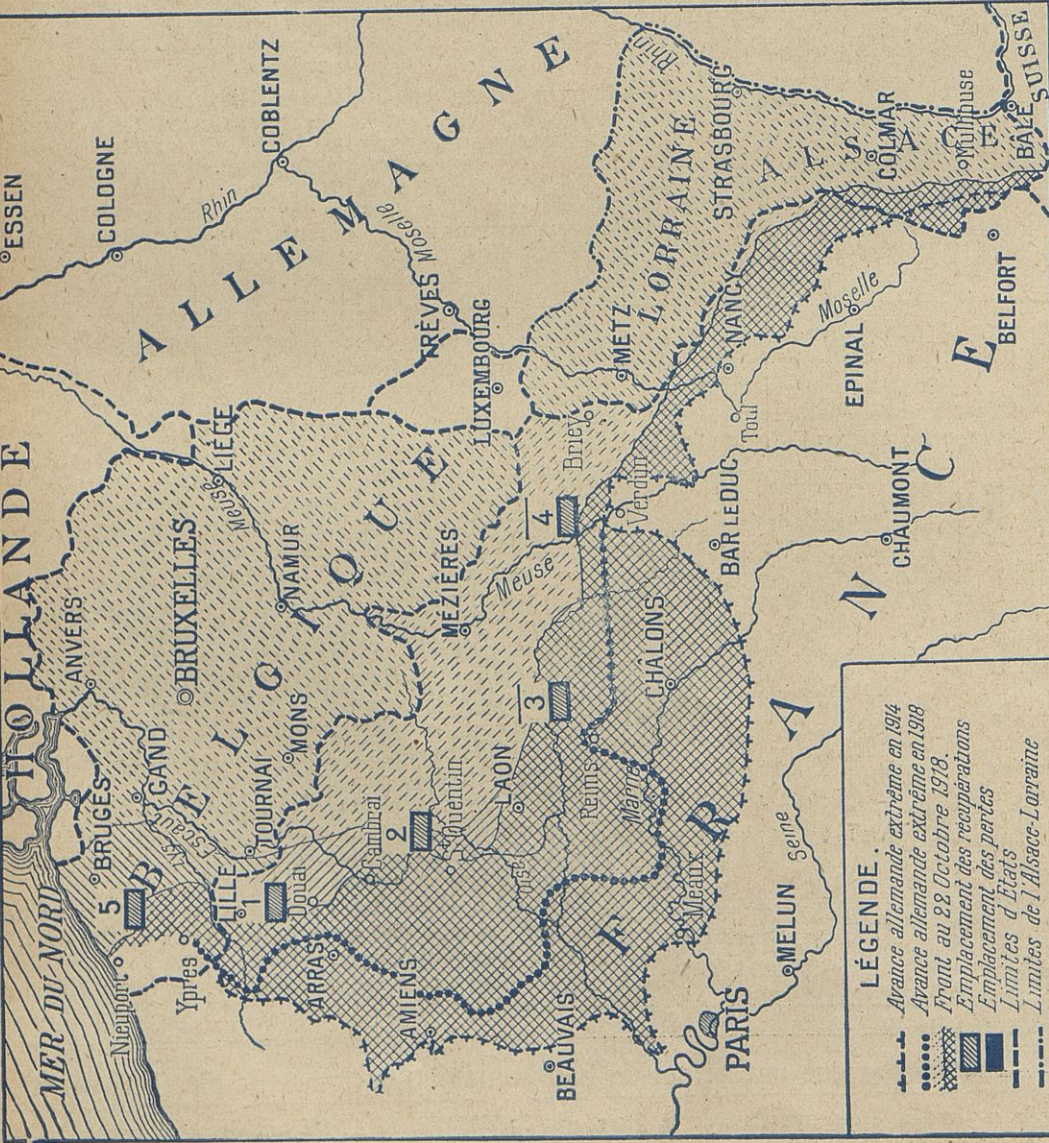 ESSEN
COLOGNE
COBLENTZ
Rhin
ALLEMAGNE
HOLLANDE
MER DU NORD
ANVERS
BRUGES
GAND
Nieuport
5
BRUXELLES
LIÉGE
Meuse
BELGIQUE
Ypres
Lys
Escaut
LILLE
1
TOURNAI
MONS
NAMUR
Douai
ARRAS
Cambrai
2
St Quentin
AMIENS
MÉZIÈRES
Meuse
LUXEMBOURG
TRÈVES
Moselle
LAON
3
4
Briey
METZ
LORRAINE
Rhin
STRASBOURG
ALSACE
COLMAR
Mulhouse
BALE
SUISSE
BEAUVAIS
Oise
Reims
Marne
CHÂLONS
Verdun
NANCY
Toul
Moselle
EPINAL
BELFORT
BAR LE DUC
CHAUMONT
Meaux
PARIS
MELUN
Seine
FRANCE
LÉGENDE.
Avance allemande extrême en 1914
Avance allemande extrême en 1918
Front au 22 Octobre 1918.
Emplacement des récupérations
Emplacement des pertes
Limites d'États
Limites de l'Alsace-Lorraine